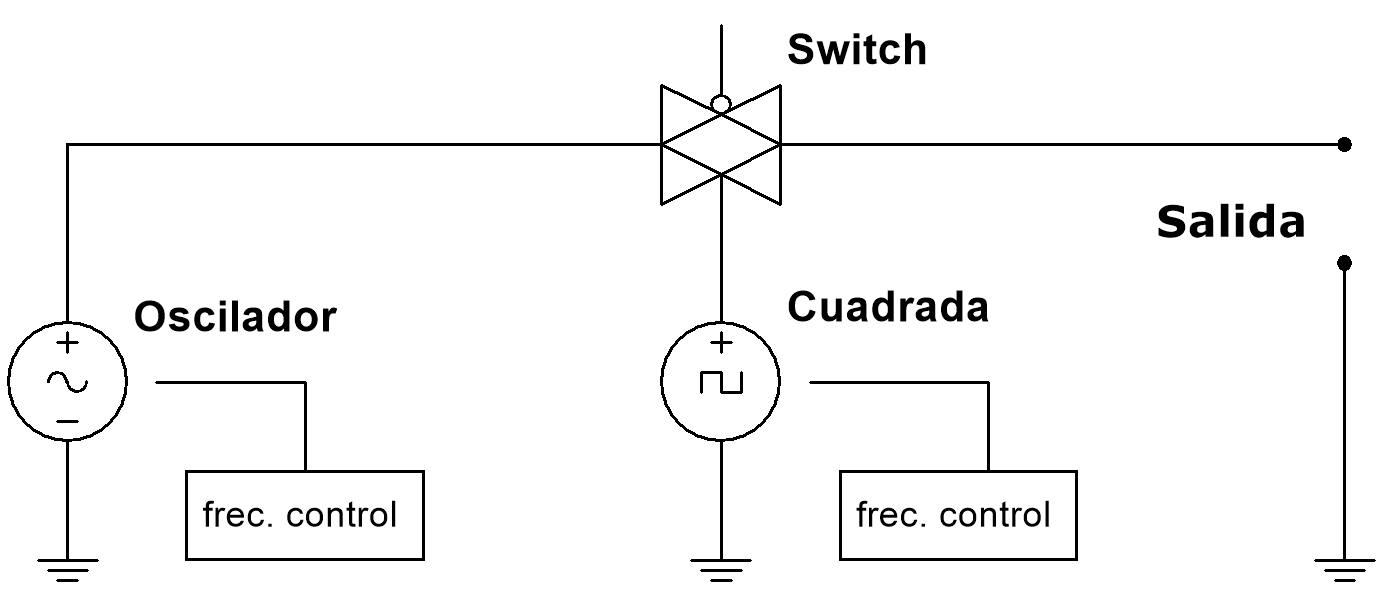 Switch
Salida
Oscilador
Cuadrada
frec. control
frec. control